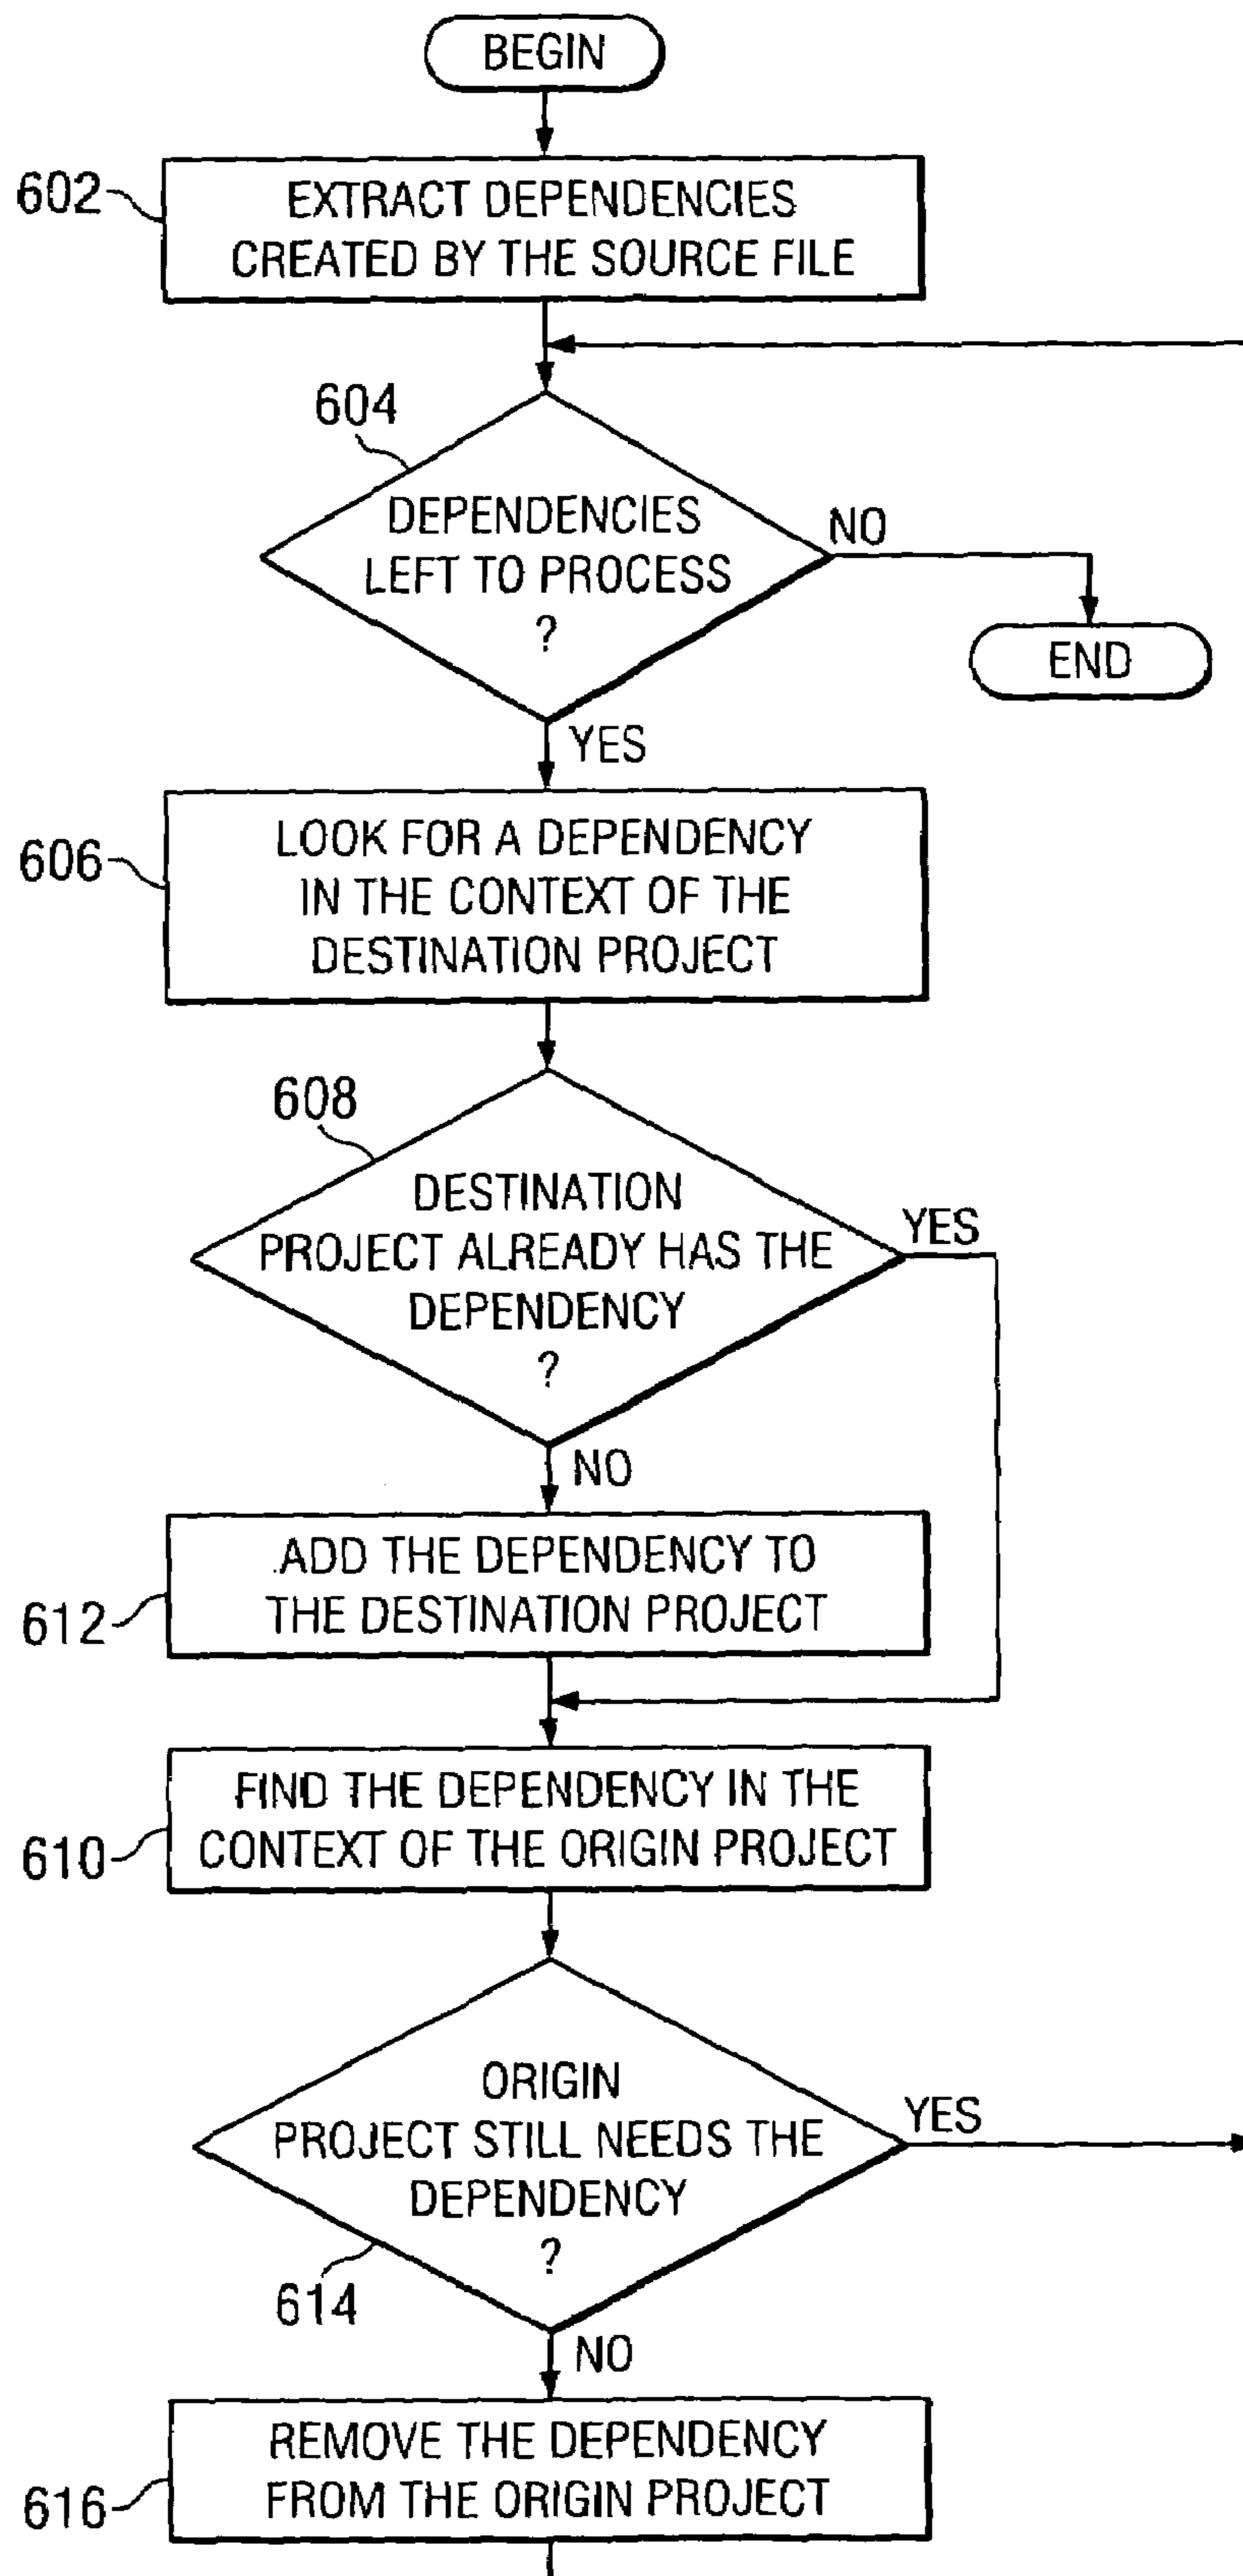 BEGIN
602
EXTRACT DEPENDENCIES
CREATED BY THE SOURCE FILE
604
DEPENDENCIES
LEFT TO PROCESS
?
NO
END
YES
606
LOOK FOR A DEPENDENCY
IN THE CONTEXT OF THE
DESTINATION PROJECT
608
DESTINATION
PROJECT ALREADY HAS THE
DEPENDENCY
?
YES
NO
612
ADD THE DEPENDENCY TO
THE DESTINATION PROJECT
610
FIND THE DEPENDENCY IN THE
CONTEXT OF THE ORIGIN PROJECT
ORIGIN
PROJECT STILL NEEDS THE
DEPENDENCY
?
YES
614
NO
616
REMOVE THE DEPENDENCY
FROM THE ORIGIN PROJECT